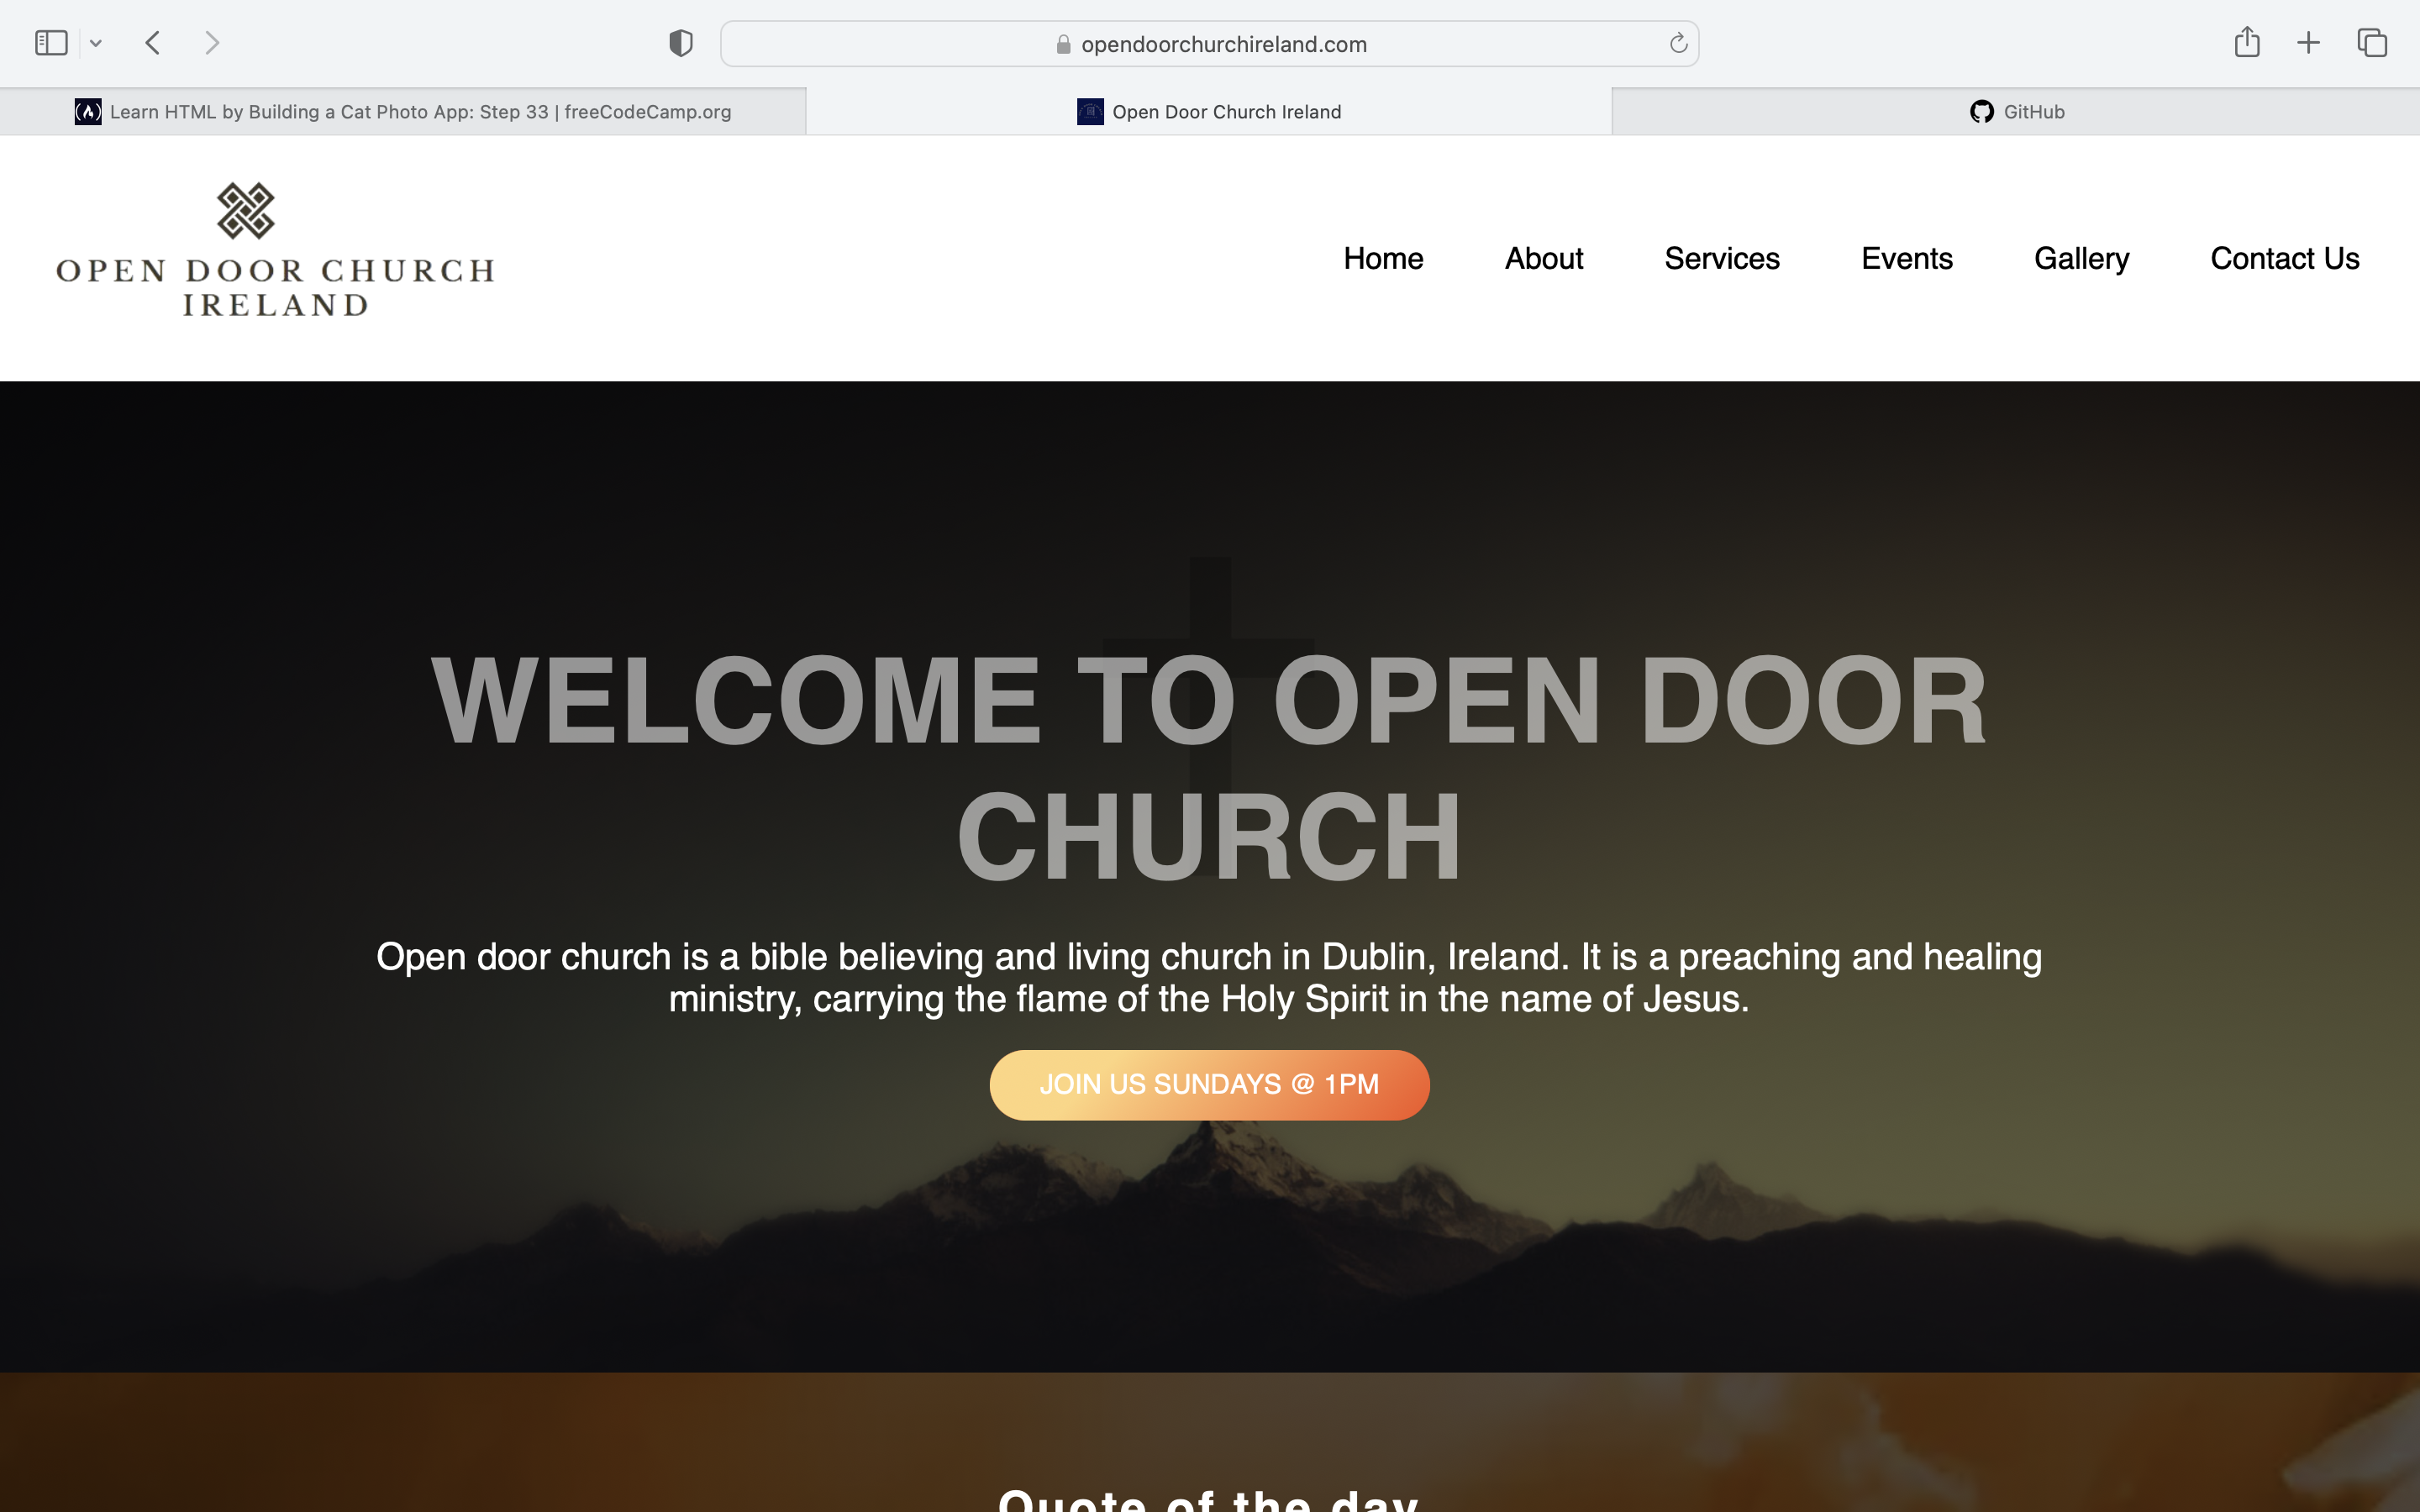 opendoorchurchireland.com
Learn HTML by Building a Cat Photo App: Step 33 | freeCodeCamp.org
Open Door Church Ireland
GitHub
OPEN DOOR CHURCH
IRELAND
Home
About
Services
Events
Gallery
Contact Us
WELCOME TO OPEN DOOR
CHURCH
Open door church is a bible believing and living church in Dublin, Ireland. It is a preaching and healing
ministry, carrying the flame of the Holy Spirit in the name of Jesus.
JOIN US SUNDAYS @ 1PM
Quote of the day